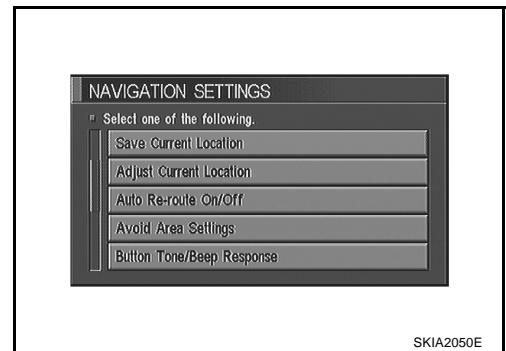 NAVIGATION SETTINGS
Select one of the following.
Save Current Location
Adjust Current Location
Auto Re-route On/Off
Avoid Area Settings
Button Tone/Beep Response
SKIA2050E